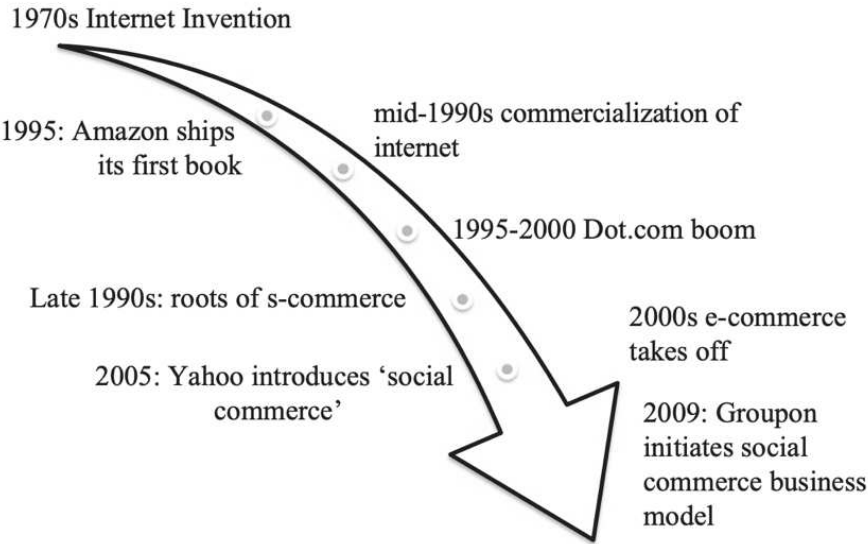 1970s Internet Invention
mid-1990s commercialization of
internet
1995: Amazon ships
its first book
1995-2000 Dot.com boom
Late 1990s: roots of s-commerce
2000s e-commerce
takes off
2005: Yahoo introduces ‘social
commerce’
2009: Groupon
initiates social
commerce business
model